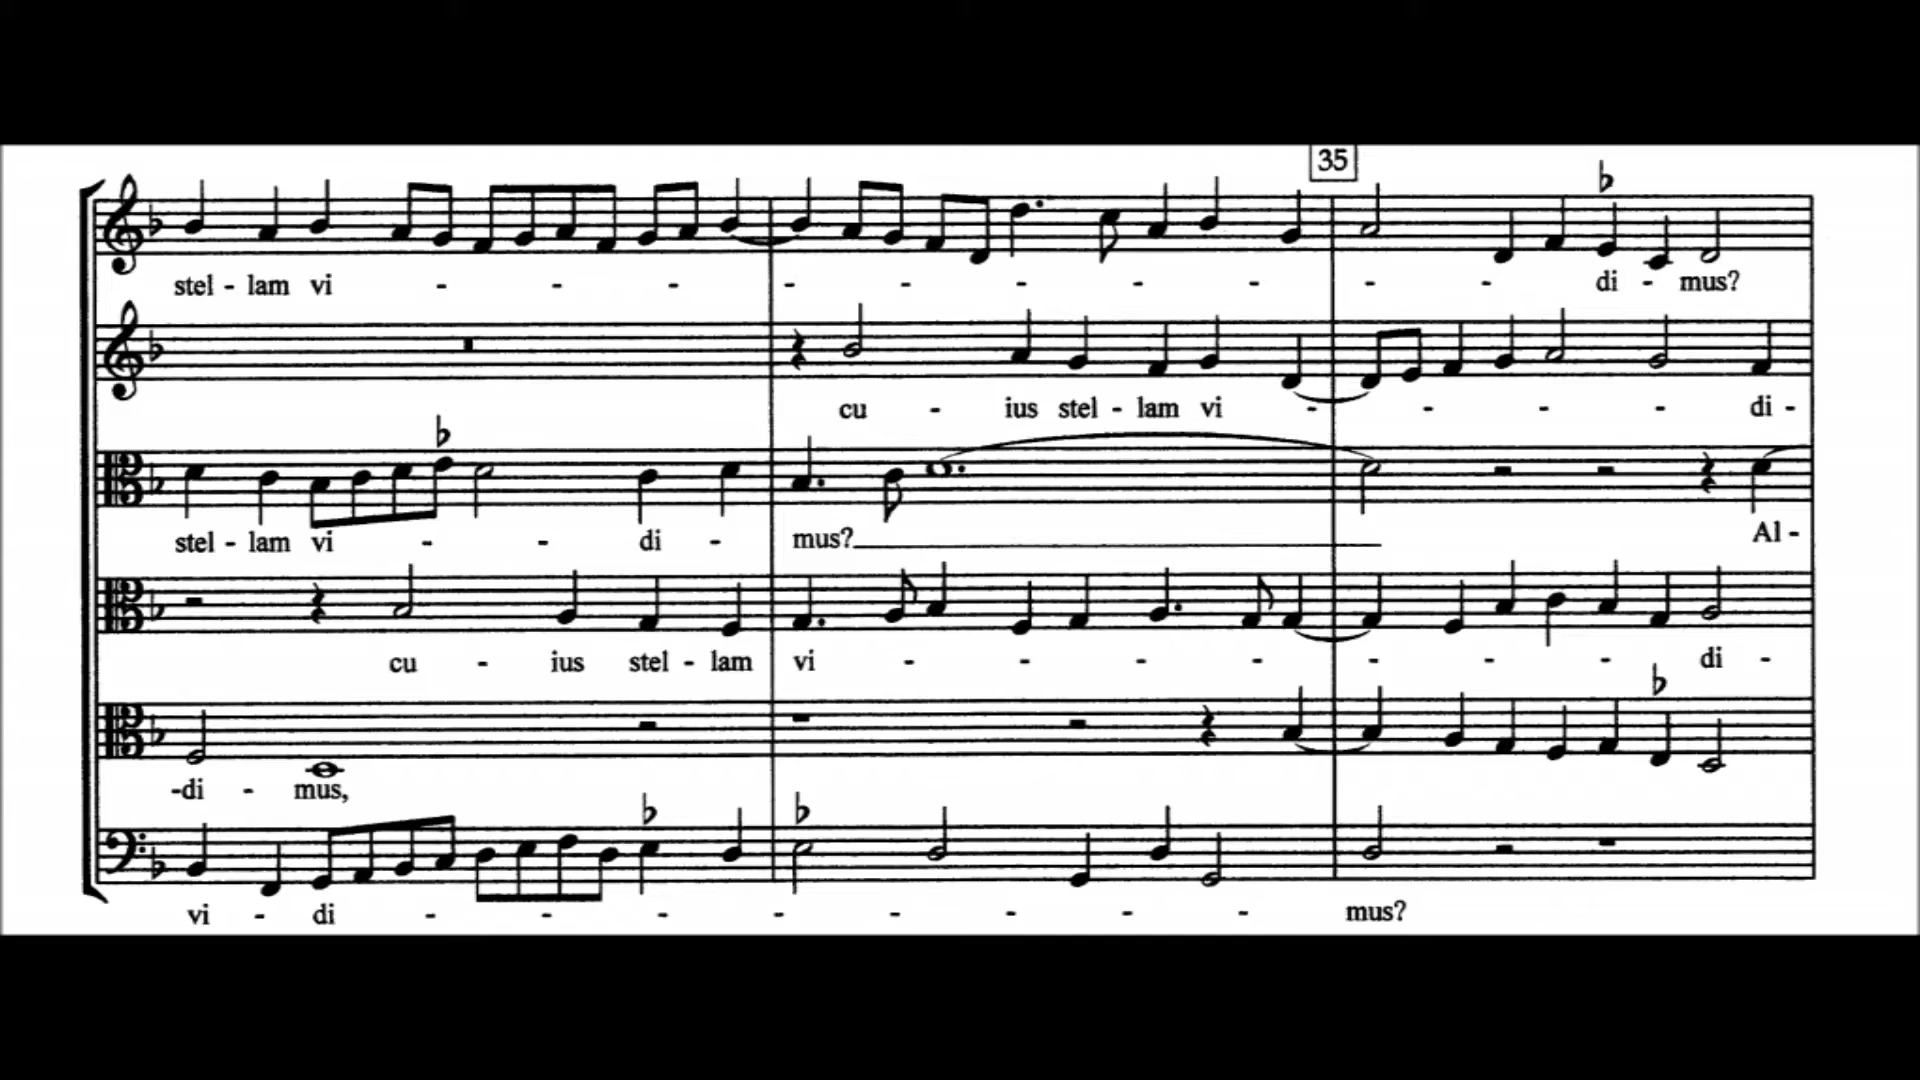 35
stel - lam vi - - - - - - - - - - di - mus?
cu - ius stel - lam vi - - - - di -
stel - lam vi - - di - mus? Al -
cu - ius stel - lam vi - - - - - - - di -
-di - mus,
vi - di - - - - - - - - mus?